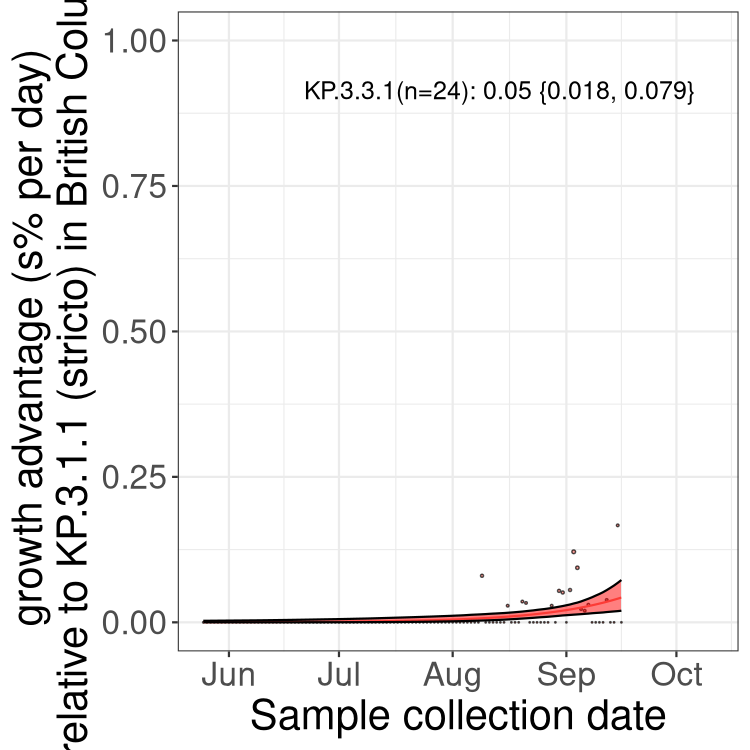 growth advantage (s% per day)
relative to KP.3.1.1 (stricto) in British Colu
1.00
0.75
0.50
0.25
0.00
KP.3.3.1(n=24): 0.05 {0.018, 0.079}
Jun Jul Aug Sep Oct
Sample collection date